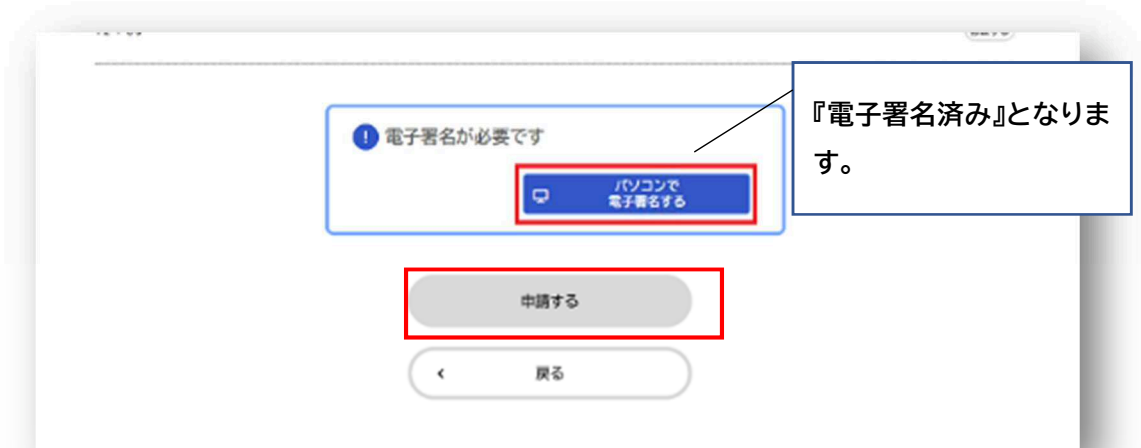 『電子署名済み』となりま
す。
! 電子署名が必要です
パソコンで
電子署名する
申請する
< 戻る